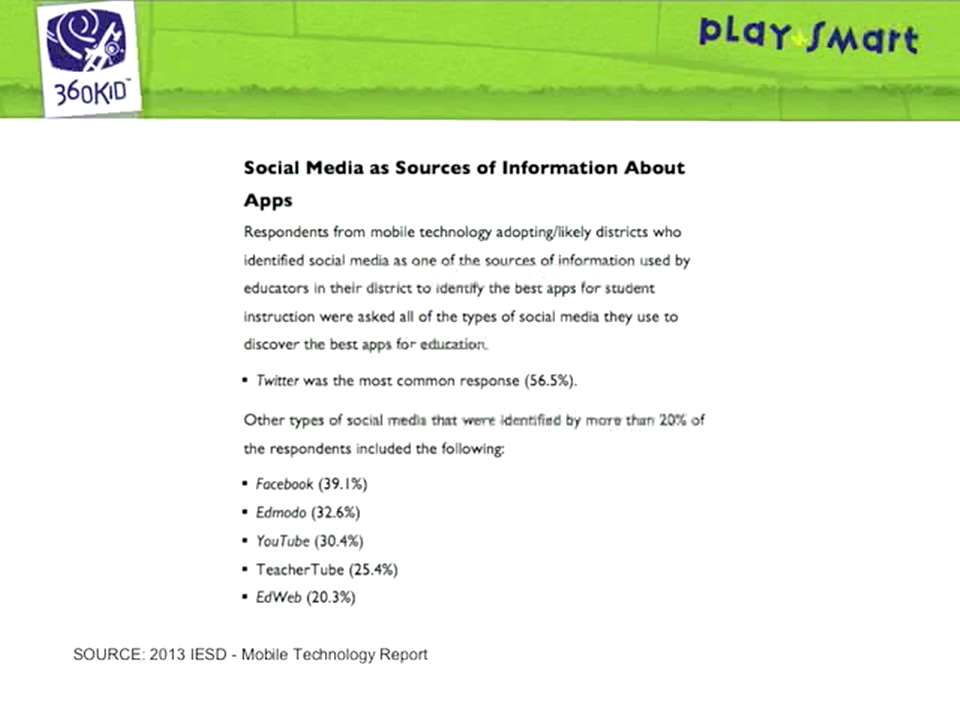 360KID™
play+smart
Social Media as Sources of Information About
Apps
Respondents from mobile technology adopting/likely districts who
identified social media as one of the sources of information used by
educators in their district to identify the best apps for student
instruction were asked all of the types of social media they use to
discover the best apps for education.
▪ Twitter was the most common response (56.5%).
Other types of social media that were identified by more than 20% of
the respondents included the following:
▪ Facebook (39.1%)
▪ Edmodo (32.6%)
▪ YouTube (30.4%)
▪ TeacherTube (25.4%)
▪ EdWeb (20.3%)
SOURCE: 2013 IESD - Mobile Technology Report